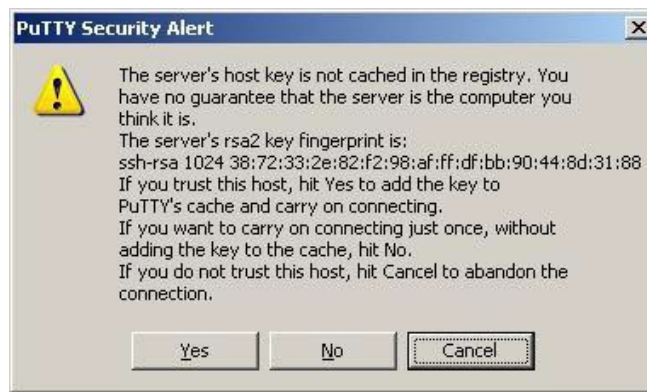 PuTTY Security Alert
The server's host key is not cached in the registry. You
have no guarantee that the server is the computer you
think it is.
The server's rsa2 key fingerprint is:
ssh-rsa 1024 38:72:33:2e:82:f2:98:af:ff:df:bb:90:44:8d:31:88
If you trust this host, hit Yes to add the key to
PuTTY's cache and carry on connecting.
If you want to carry on connecting just once, without
adding the key to the cache, hit No.
If you do not trust this host, hit Cancel to abandon the
connection.
Yes No Cancel